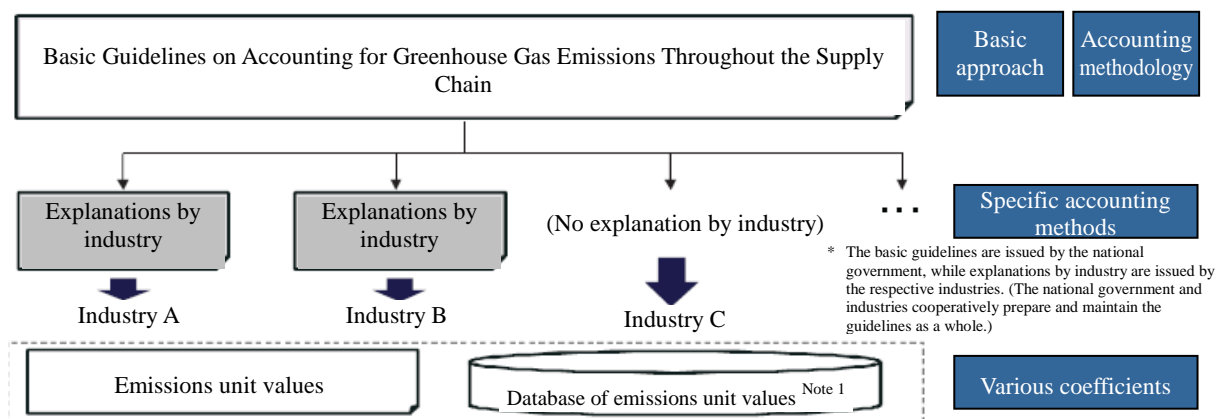 Basic Guidelines on Accounting for Greenhouse Gas Emissions Throughout the Supply
Chain
Basic
approach
Accounting
methodology
Explanations by
industry
Explanations by
industry
(No explanation by industry)
...
Specific accounting
methods
* The basic guidelines are issued by the national
government, while explanations by industry are issued by
the respective industries. (The national government and
industries cooperatively prepare and maintain the
guidelines as a whole.)
Industry A
Industry B
Industry C
Emissions unit values
Database of emissions unit values Note 1
Various coefficients